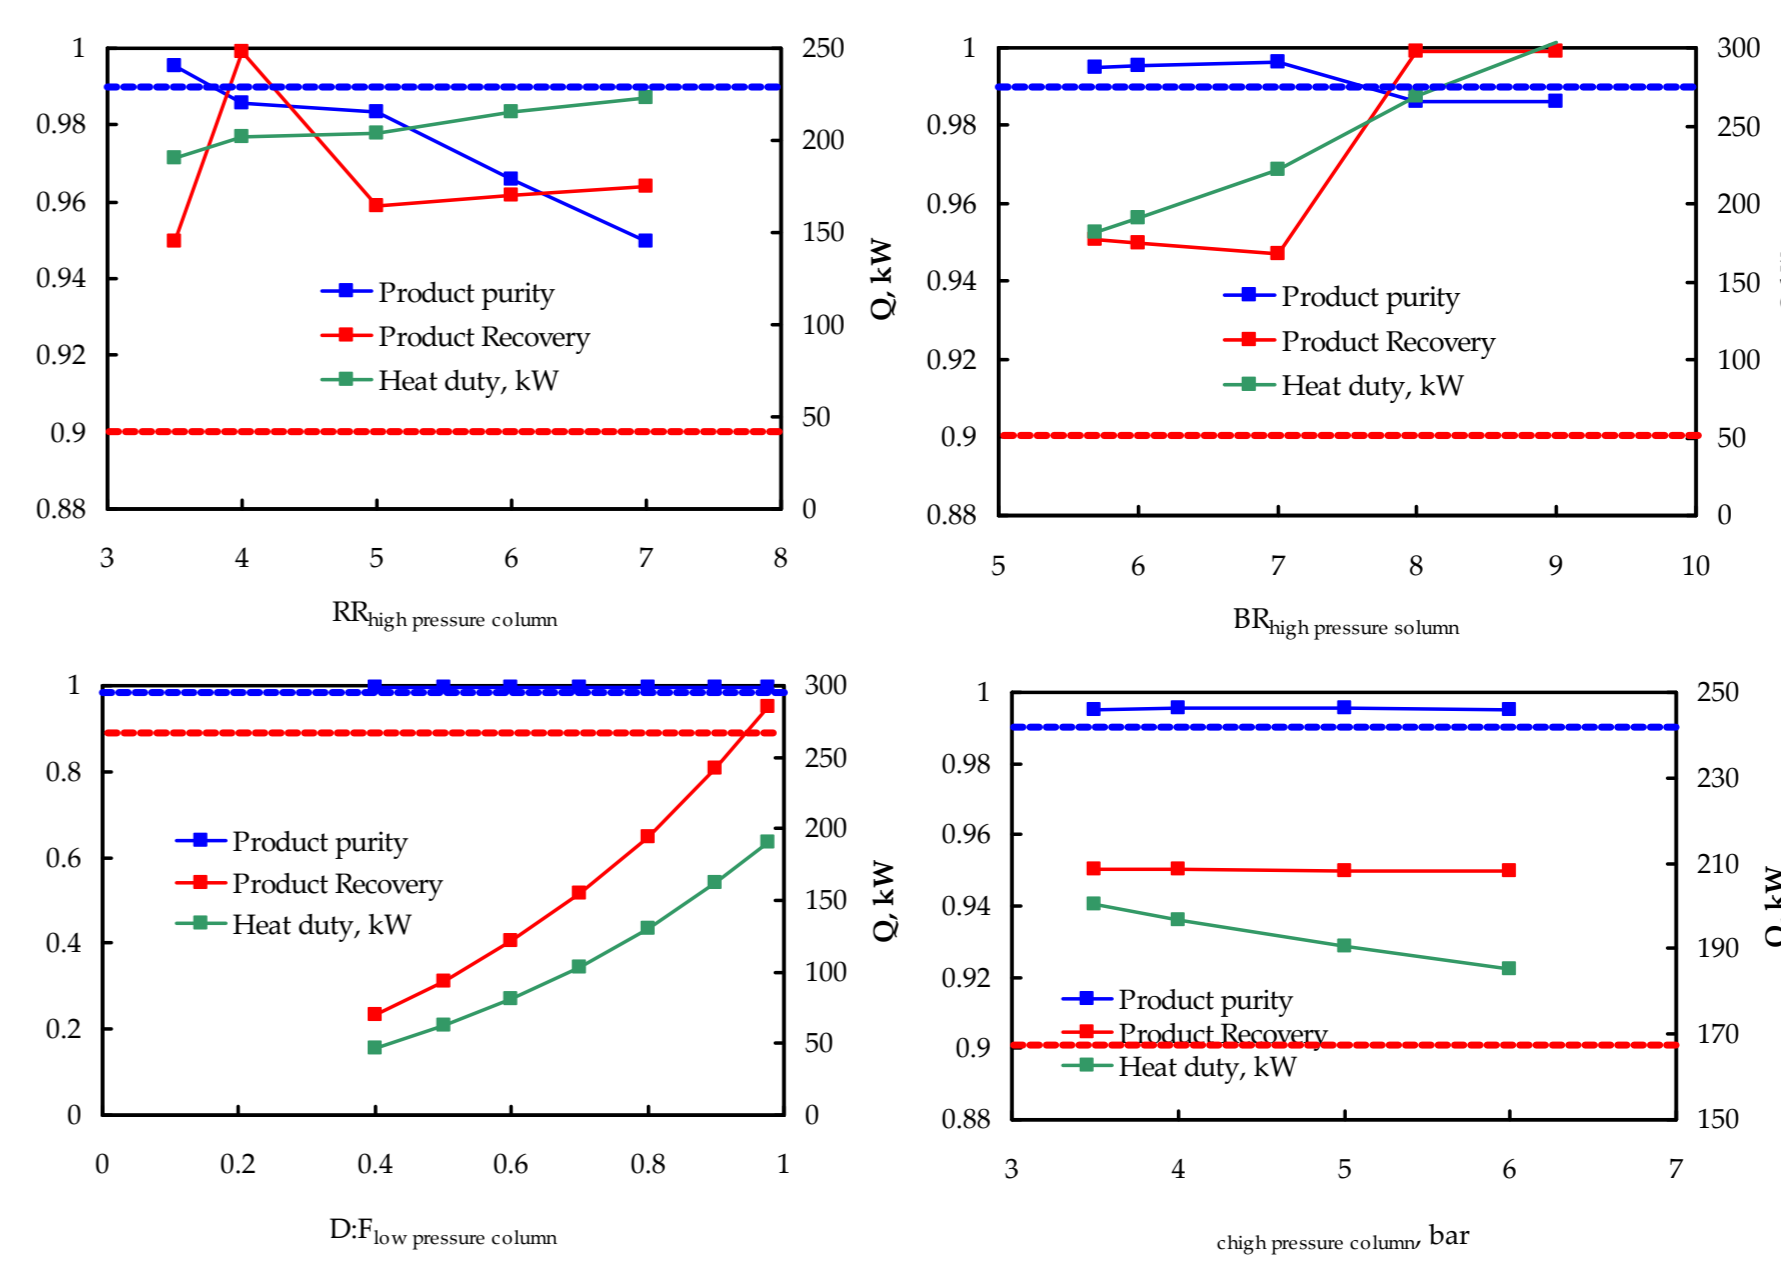 1
0.98
0.96
0.94
0.92
0.9
0.88
250
200
150
100
50
0
Q, kW
Product purity
Product Recovery
Heat duty, kW
3 4 5 6 7 8
RRhigh pressure column
1
0.98
0.96
0.94
0.92
0.9
0.88
300
250
200
150
100
50
0
Product purity
Product Recovery
Heat duty, kW
5 6 7 8 9 10
BRhigh pressure solumn
1
0.8
0.6
0.4
0.2
0
300
250
200
150
100
50
0
Q, kW
Product purity
Product Recovery
Heat duty, kW
0 0.2 0.4 0.6 0.8 1
D:Flow pressure column
1
0.98
0.96
0.94
0.92
0.9
0.88
250
230
210
190
170
150
Q, kW
Product purity
Product Recovery
Heat duty, kW
3 4 5 6 7
chigh pressure column, bar